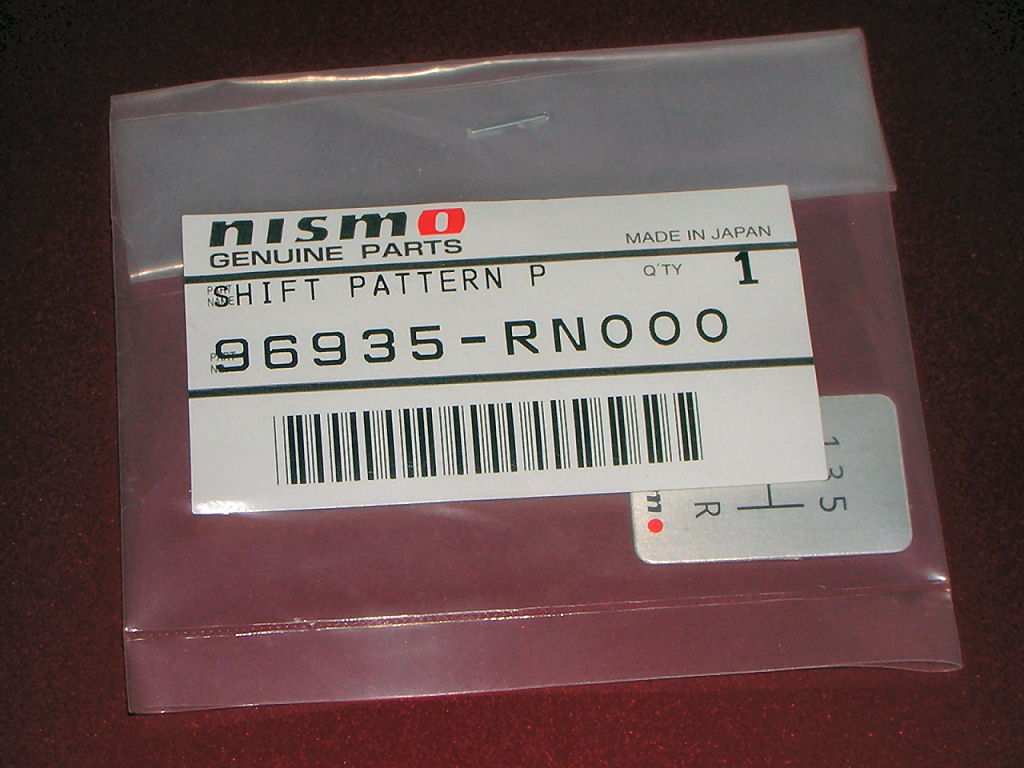 nismo
GENUINE PARTS
MADE IN JAPAN
PART NAME
SHIFT PATTERN P
Q'TY
1
PART
NO
96935-RN000
1 3 5
R